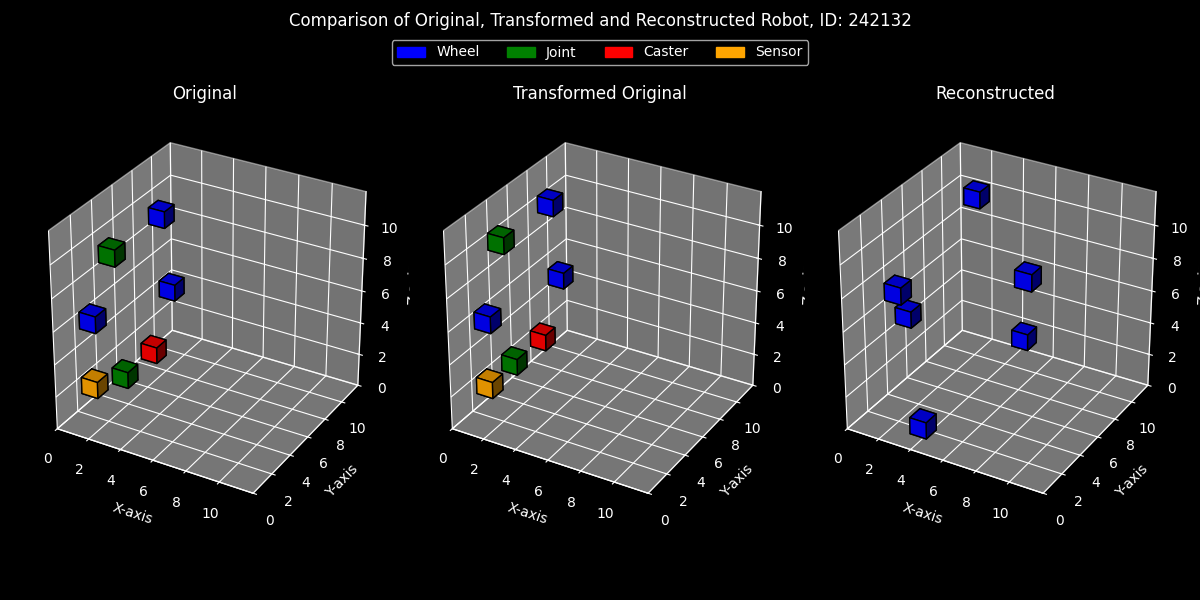 Comparison of Original, Transformed and Reconstructed Robot, ID: 242132
Wheel Joint Caster Sensor
Original Transformed Original Reconstructed
10 10 10
8 8 8
6 6 6
4 4 4
2 2 2
0 0 0
0 2 4 6 8 10 0 2 4 6 8 10 0 2 4 6 8 10
X-axis X-axis X-axis
0 2 4 6 8 10 0 2 4 6 8 10 0 2 4 6 8 10
Y-axis Y-axis Y-axis